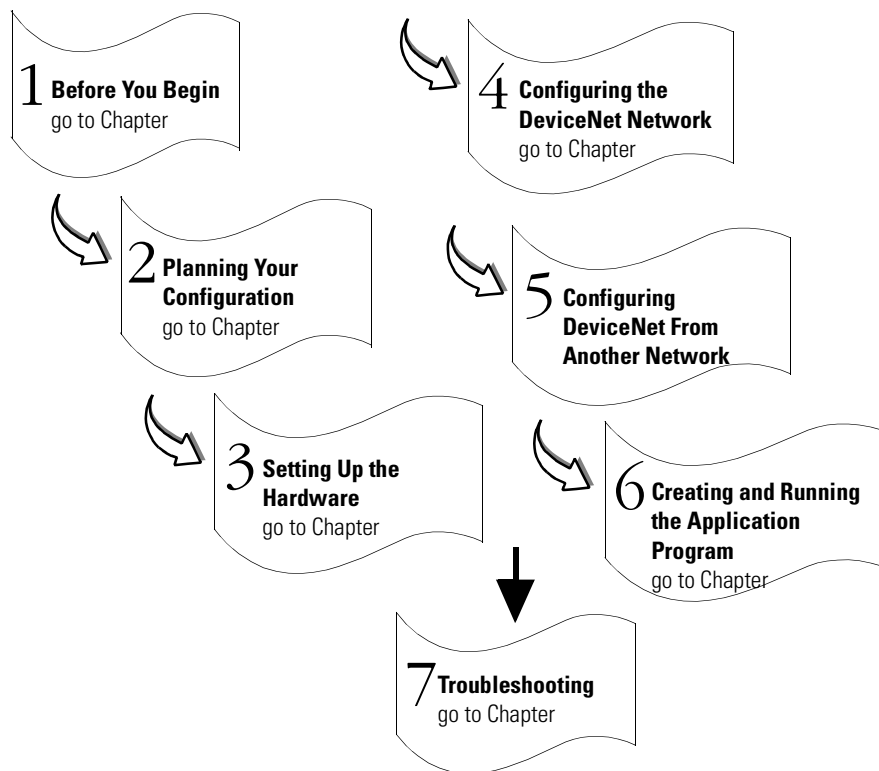 1 Before You Begin
go to Chapter
2 Planning Your
Configuration
go to Chapter
3 Setting Up the
Hardware
go to Chapter
4 Configuring the
DeviceNet Network
go to Chapter
5 Configuring
DeviceNet From
Another Network
6 Creating and Running
the Application
Program
go to Chapter
7 Troubleshooting
go to Chapter